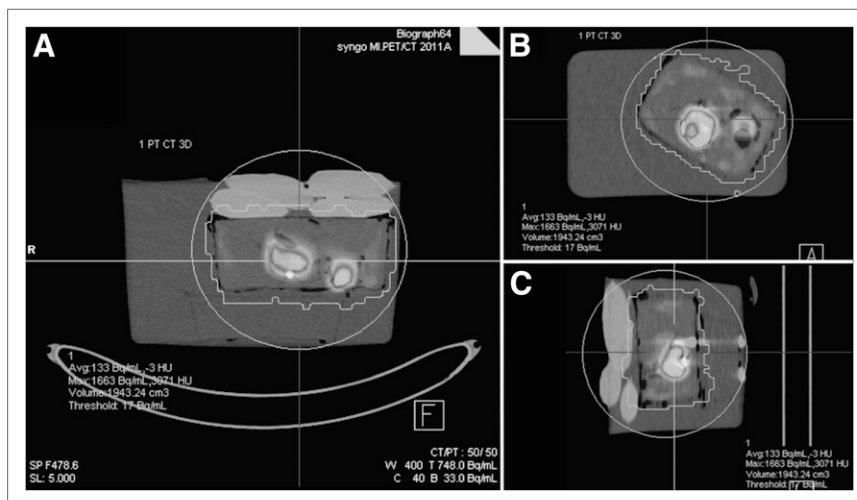 A
Biograph64
syngo MI.PET/CT 2011A
1 PT CT 3D
R
1
Avg:133 Bq/mL,-3 HU
Max:1663 Bq/mL,3071 HU
Volume:1943.24 cm3
Threshold: 17 Bq/mL
F
SP F478.6
SL: 5.000
CT/PT : 50/ 50
W 400 T 748.0 Bq/mL
C 40 B 33.0 Bq/mL
B
1 PT CT 3D
1
Avg:133 Bq/mL,-3 HU
Max:1663 Bq/mL,3071 HU
Volume:1943.24 cm3
Threshold: 17 Bq/mL
A
C
1
Avg:133 Bq/mL,-3 HU
Max:1663 Bq/mL,3071 HU
Volume:1943.24 cm3
Threshold: 17 Bq/mL